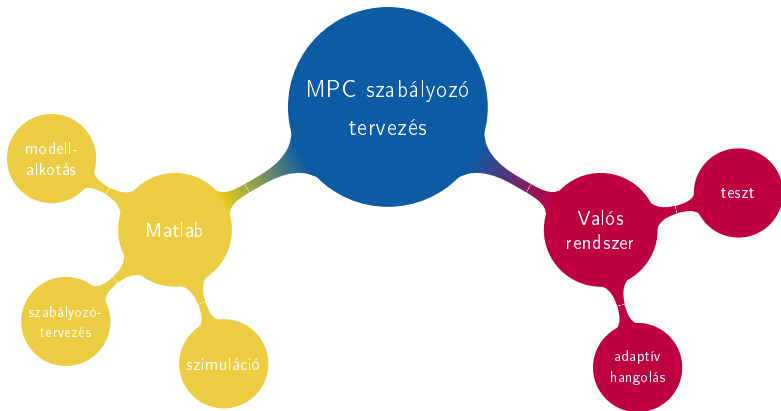 MPC szabályozó
tervezés
modell-
alkotás
Matlab
szabályozó-
tervezés
szimuláció
Valós
rendszer
teszt
adaptív
hangolás